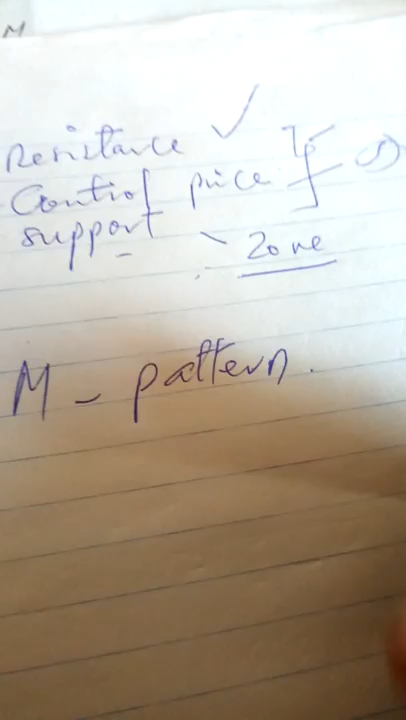 M
Resistance ✓
Control price
support
Zone
M - pattern.